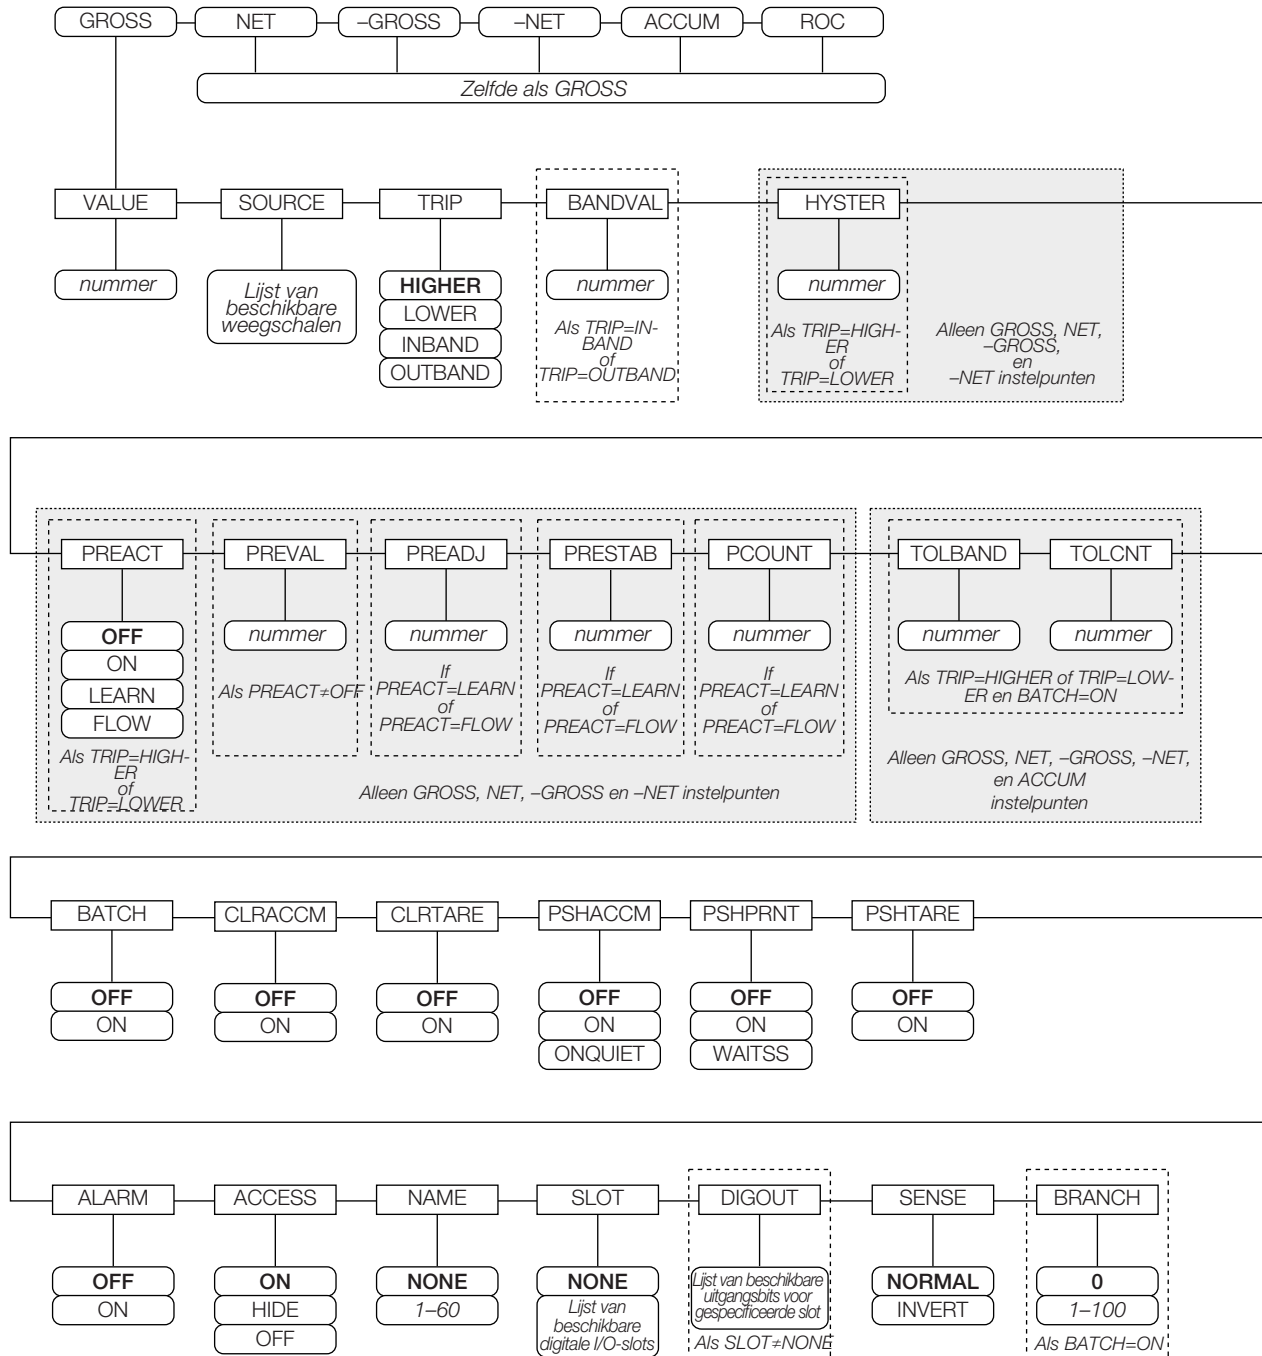 GROSS NET –GROSS –NET ACCUM ROC
Zelfde als GROSS
VALUE SOURCE TRIP BANDVAL HYSTER
nummer
Lijst van
beschikbare
weegschalen
HIGHER
LOWER
INBAND
OUTBAND
nummer
Als TRIP=IN-
BAND
of
TRIP=OUTBAND
nummer
Als TRIP=HIGH-
ER
of
TRIP=LOWER
Alleen GROSS, NET,
–GROSS,
en
–NET instelpunten
PREACT PREVAL PREADJ PRESTAB PCOUNT TOLBAND TOLCNT
OFF
ON
LEARN
FLOW
Als TRIP=HIGH-
ER
of
TRIP=LOWER
nummer
Als PREACT≠OFF
nummer
If
PREACT=LEARN
of
PREACT=FLOW
nummer
If
PREACT=LEARN
of
PREACT=FLOW
nummer
If
PREACT=LEARN
of
PREACT=FLOW
Alleen GROSS, NET, –GROSS en –NET instelpunten
nummer nummer
Als TRIP=HIGHER of TRIP=LOW-
ER en BATCH=ON
Alleen GROSS, NET, –GROSS, –NET,
en ACCUM
instelpunten
BATCH CLRACCM CLRTARE PSHACCM PSHPRNT PSHTARE
OFF
ON
OFF
ON
OFF
ON
OFF
ON
ONQUIET
OFF
ON
WAITSS
OFF
ON
ALARM ACCESS NAME SLOT DIGOUT SENSE BRANCH
OFF
ON
ON
HIDE
OFF
NONE
1–60
NONE
Lijst van
beschikbare
digitale I/O-slots
Lijst van beschikbare
uitgangsbits voor
gespecificeerde slot
Als SLOT≠NONE
NORMAL
INVERT
0
1–100
Als BATCH=ON